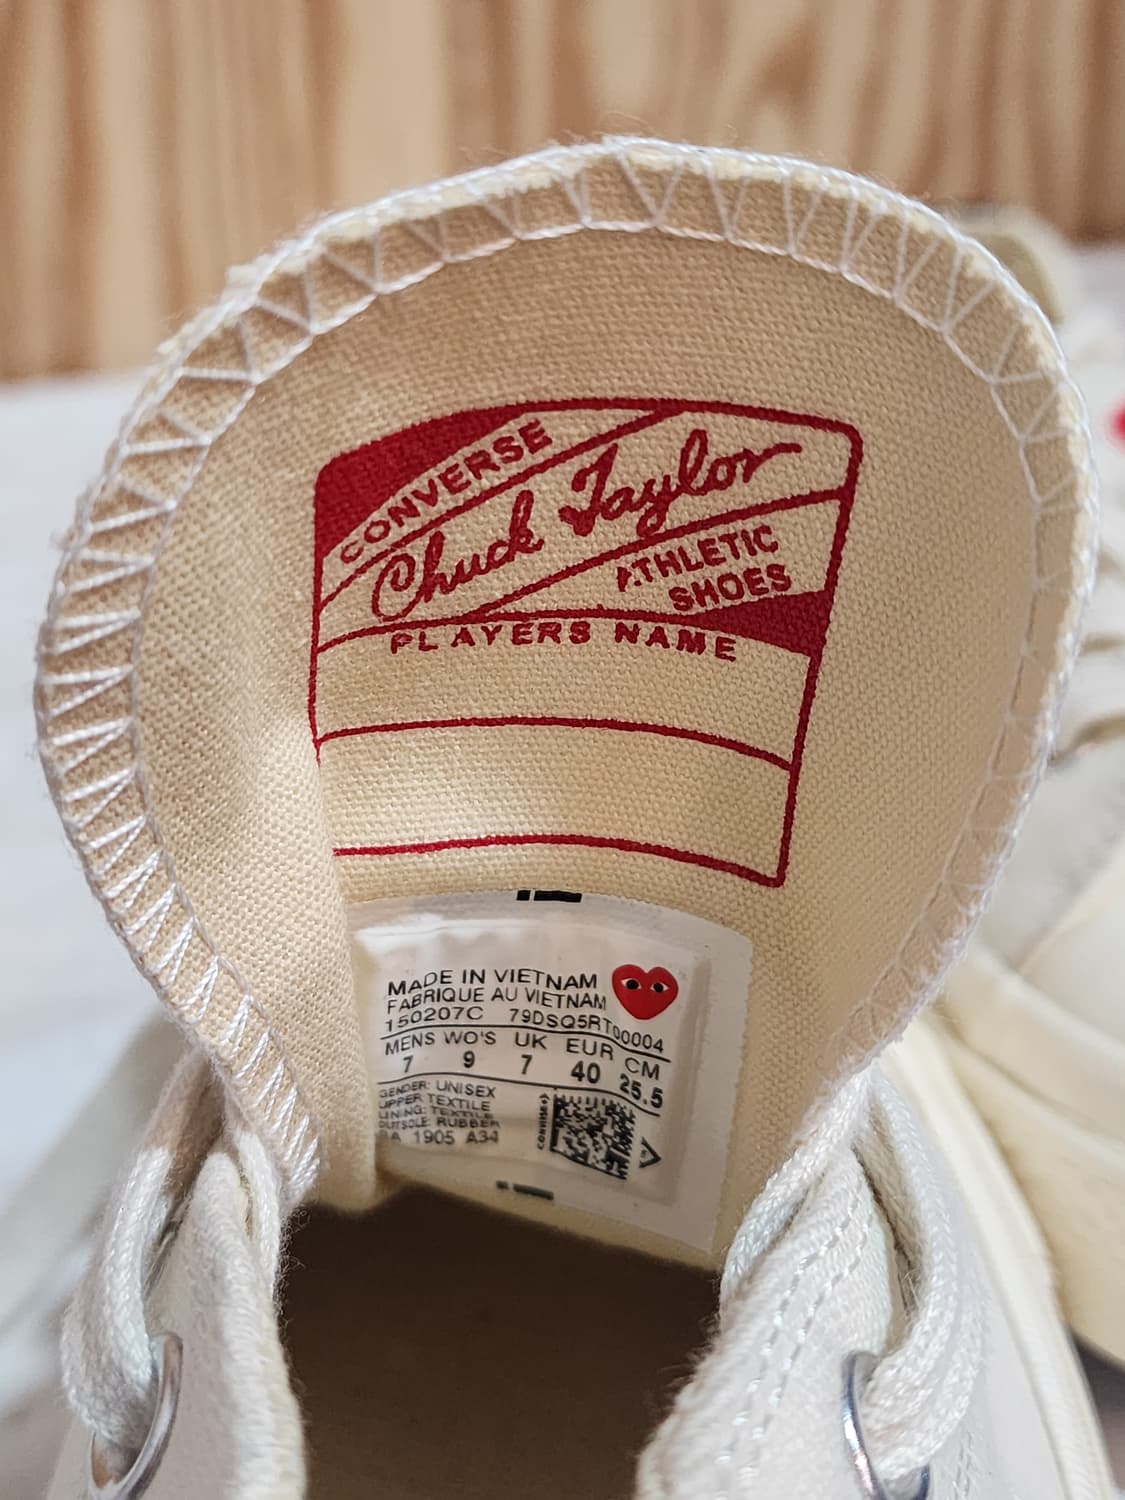 CONVERSE
Chuck Taylor
ATHLETIC
SHOES
PLAYERS NAME
MADE IN VIETNAM
FABRIQUE AU VIETNAM
150207C 79DSQ5RT00004
MENS WO'S UK EUR CM
7 9 7 40 25.5
GENDER: UNISEX
UPPER TEXTILE
LINING: TEXTILE
OUTSOLE: RUBBER
1905 A34
CONVERSE